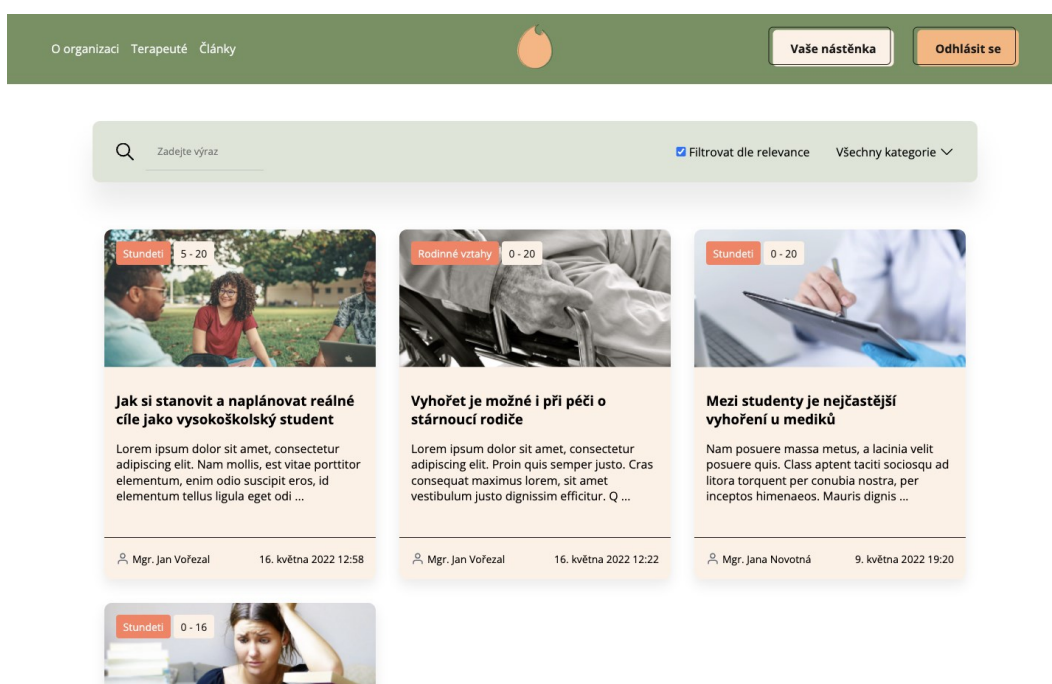 O organizaci Terapeuté Články
Vaše nástěnka
Odhlásit se
Zadejte výraz
Filtrovat dle relevance
Všechny kategorie
Stundeti 5 - 20
Jak si stanovit a naplánovat reálné
cíle jako vysokoškolský student
Lorem ipsum dolor sit amet, consectetur
adipiscing elit. Nam mollis, est vitae porttitor
elementum, enim odio suscipit eros, id
elementum tellus ligula eget odi ...
Mgr. Jan Vořezal 16. května 2022 12:58
Rodinné vztahy 0 - 20
Vyhořet je možné i při péči o
stárnoucí rodiče
Lorem ipsum dolor sit amet, consectetur
adipiscing elit. Proin quis semper justo. Cras
consequat maximus lorem, sit amet
vestibulum justo dignissim efficitur. Q ...
Mgr. Jan Vořezal 16. května 2022 12:22
Stundeti 0 - 20
Mezi studenty je nejčastější
vyhoření u mediků
Nam posuere massa metus, a lacinia velit
posuere quis. Class aptent taciti sociosqu ad
litora torquent per conubia nostra, per
inceptos himenaeos. Mauris dignis ...
Mgr. Jana Novotná 9. května 2022 19:20
Stundeti 0 - 16